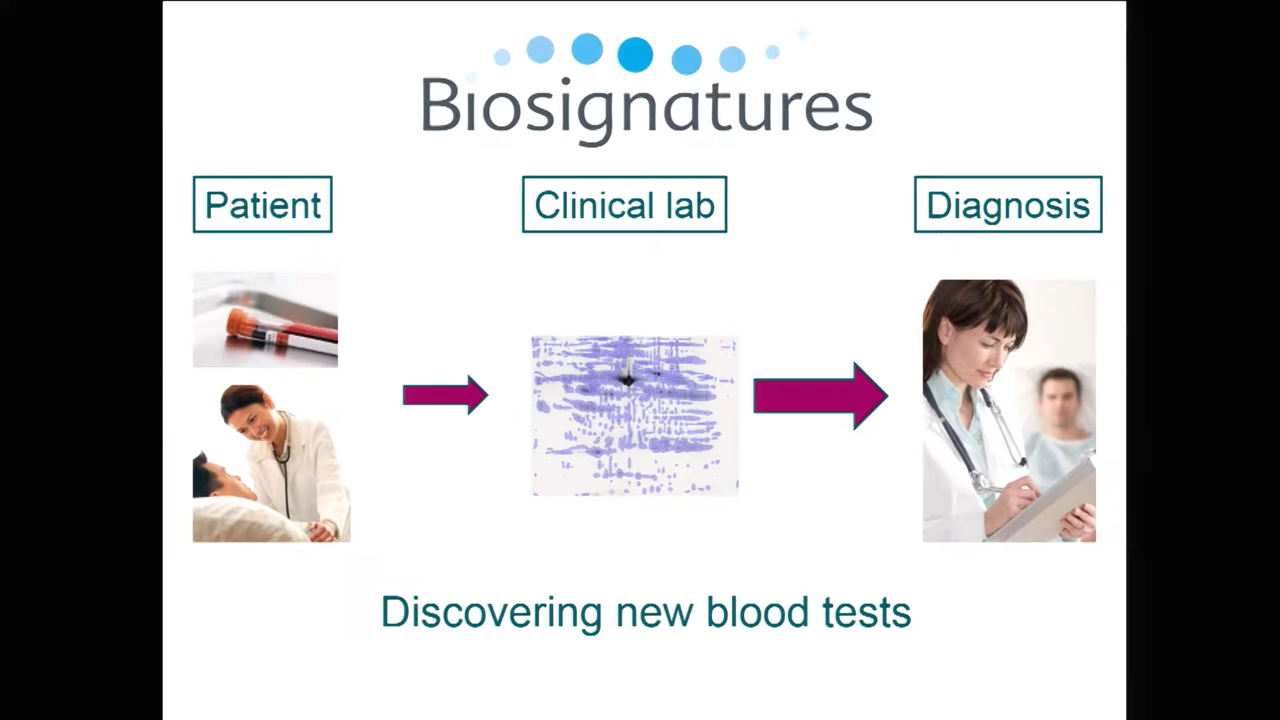 Biosignatures
Patient
Clinical lab
Diagnosis
Discovering new blood tests